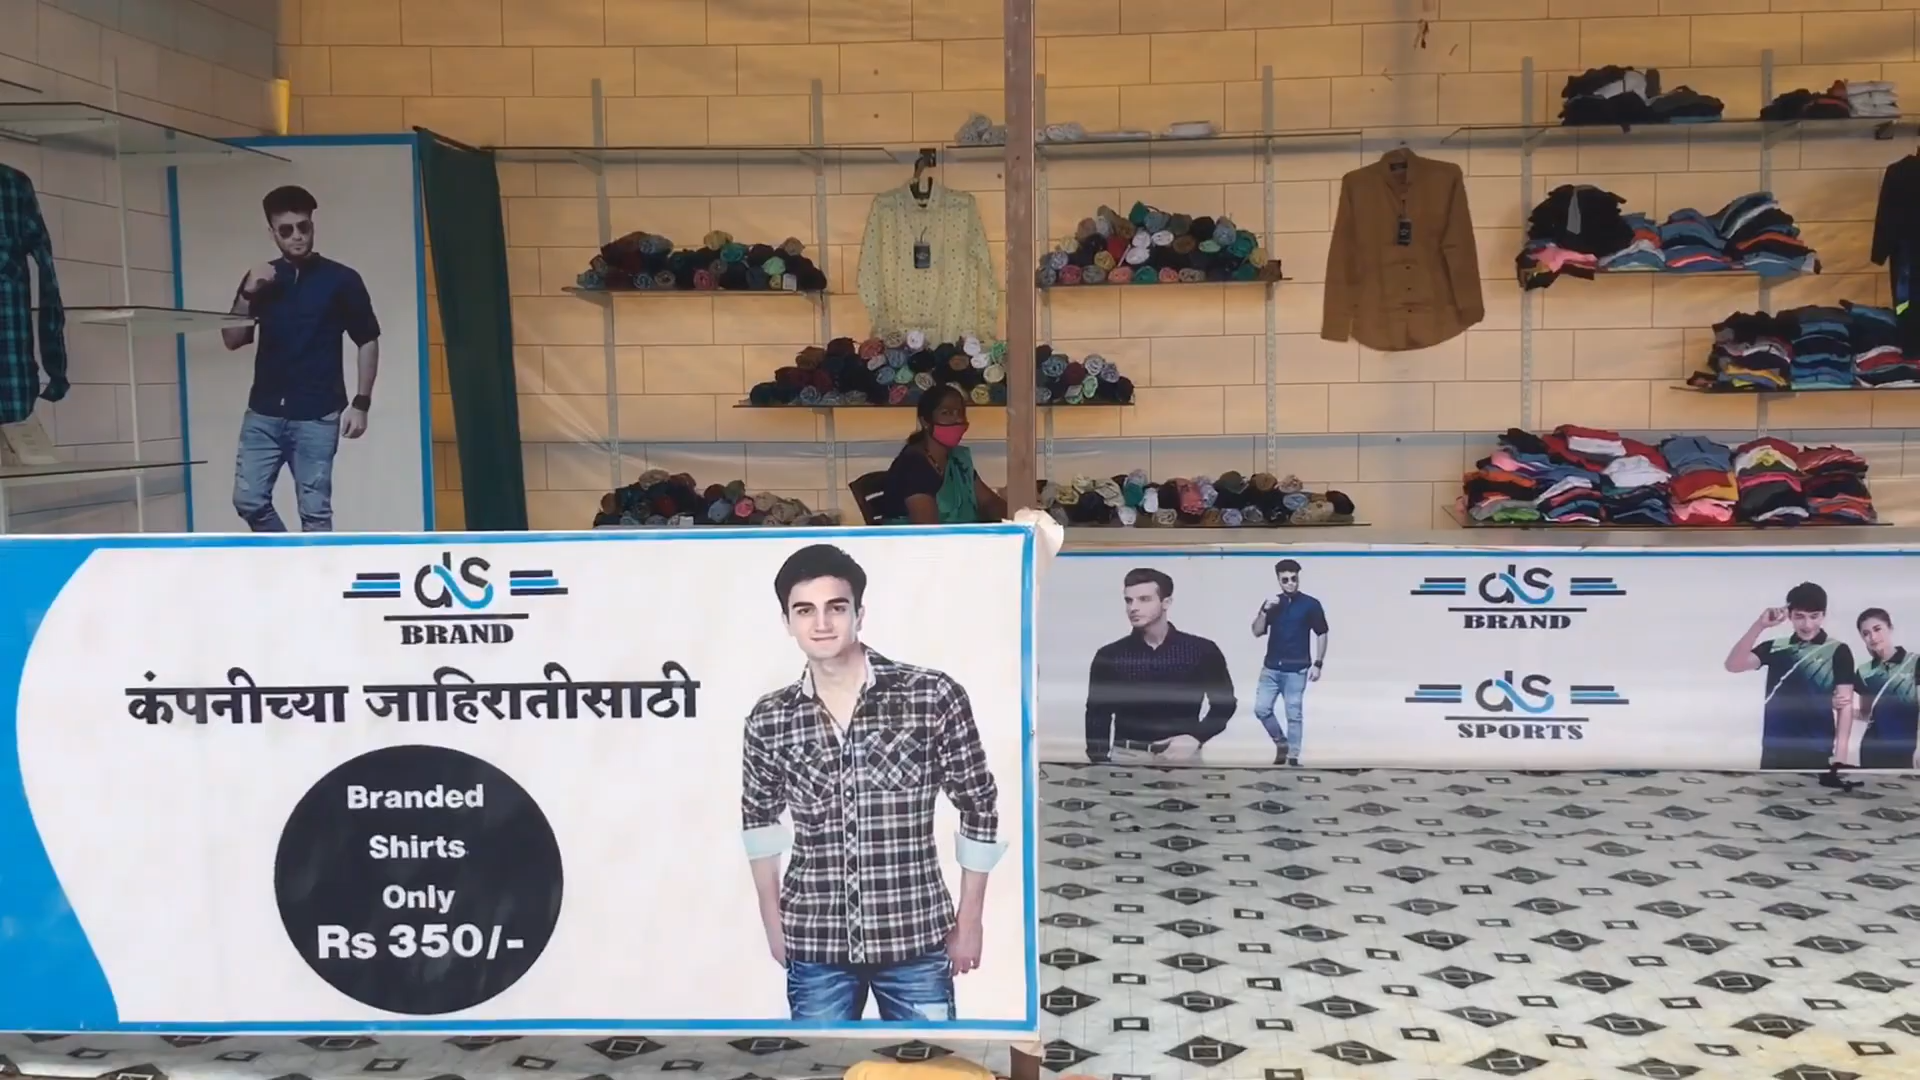 ds
BRAND
कंपनीच्या जाहिरातीसाठी
Branded
Shirts
Only
Rs 350/-
ds
BRAND
ds
SPORTS